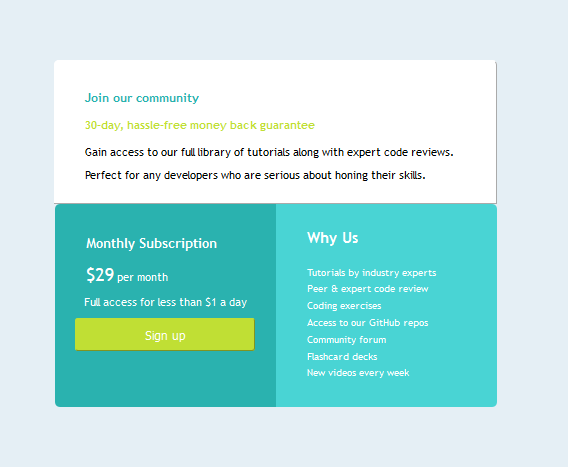 Join our community
30-day, hassle-free money back guarantee
Gain access to our full library of tutorials along with expert code reviews.
Perfect for any developers who are serious about honing their skills.
Monthly Subscription
$29 per month
Full access for less than $1 a day
Sign up
Why Us
Tutorials by industry experts
Peer & expert code review
Coding exercises
Access to our GitHub repos
Community forum
Flashcard decks
New videos every week